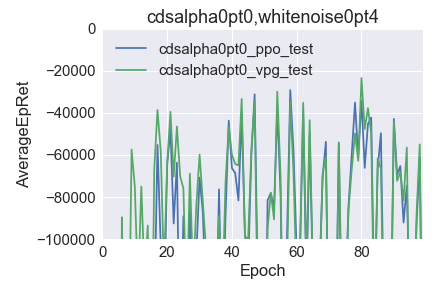 cdsalpha0pt0,whitenoise0pt4
cdsalpha0pt0_ppo_test
cdsalpha0pt0_vpg_test
AverageEpRet
0
−20000
−40000
−60000
−80000
−100000
0 20 40 60 80
Epoch